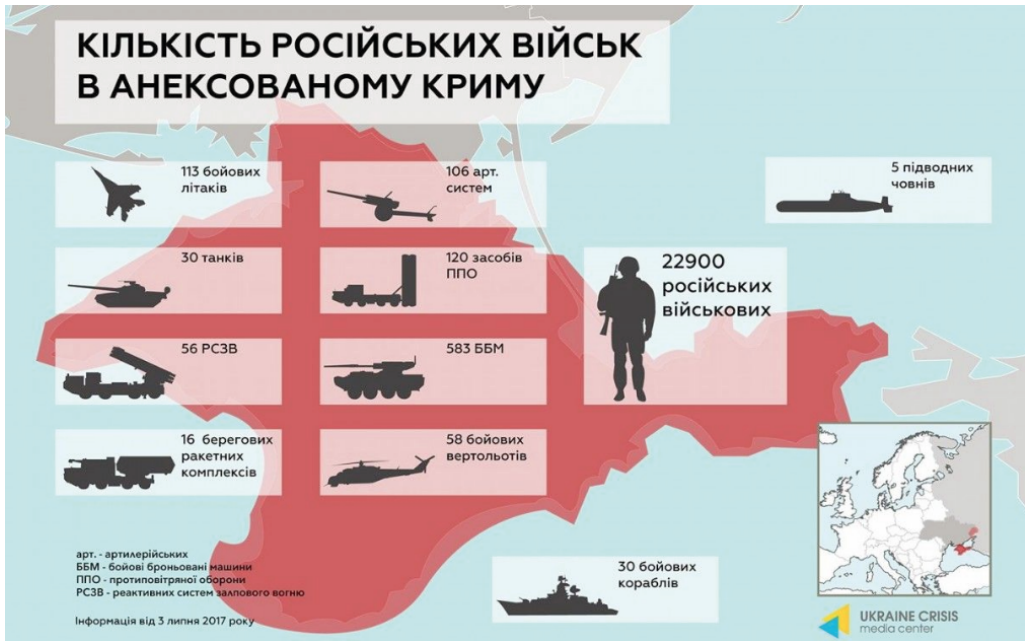 КІЛЬКІСТЬ РОСІЙСЬКИХ ВІЙСЬК
В АНЕКСОВАНОМУ КРИМУ
113 бойових
літаків
106 арт.
систем
5 підводних
човнів
30 танків
120 засобів
ППО
22900
російських
військових
56 РСЗВ
583 ББМ
16 берегових
ракетних
комплексів
58 бойових
вертольотів
30 бойових
кораблів
арт. - артилерійських
ББМ - бойові броньовані машини
ППО - протиповітряної оборони
РСЗВ - реактивних систем залпового вогню
Інформація від 3 липня 2017 року
UKRAINE CRISIS
media center